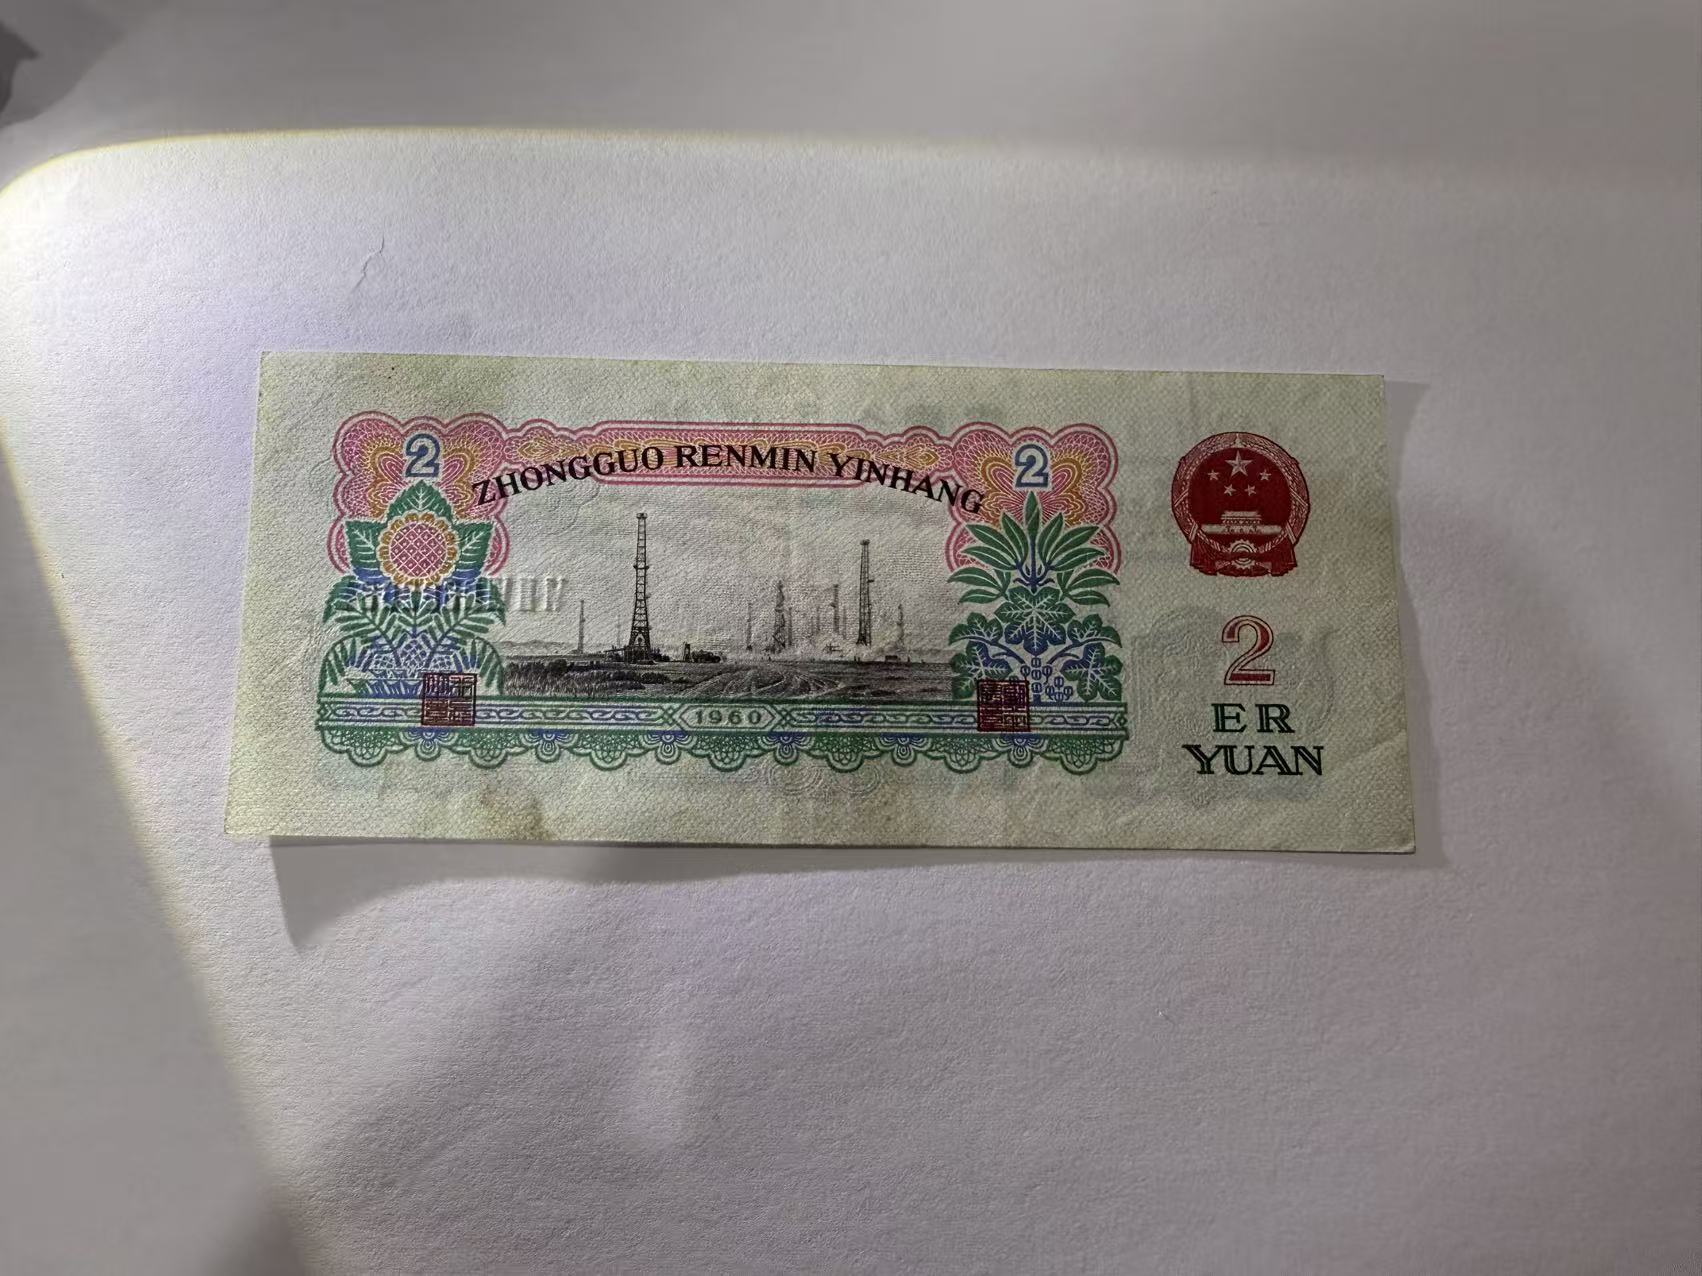 2
2
ZHONGGUO RENMIN YINHANG
2
ER
YUAN
1960